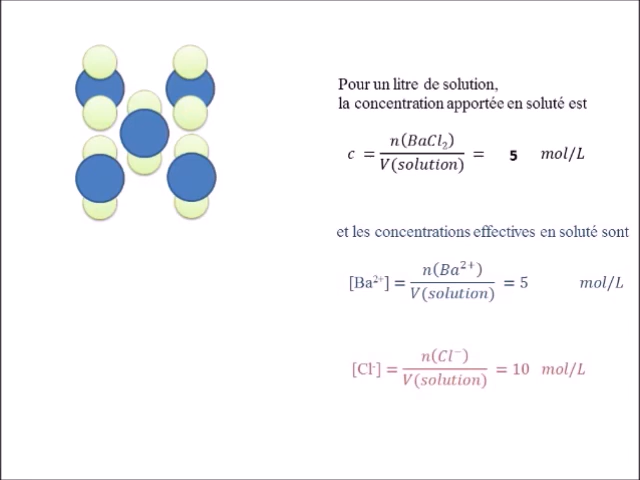 Pour un litre de solution,
la concentration apportée en soluté est
c = n(BaCl₂) / V(solution) = 5 mol/L
et les concentrations effectives en soluté sont
[Ba²⁺] = n(Ba²⁺) / V(solution) = 5 mol/L
[Cl⁻] = n(Cl⁻) / V(solution) = 10 mol/L